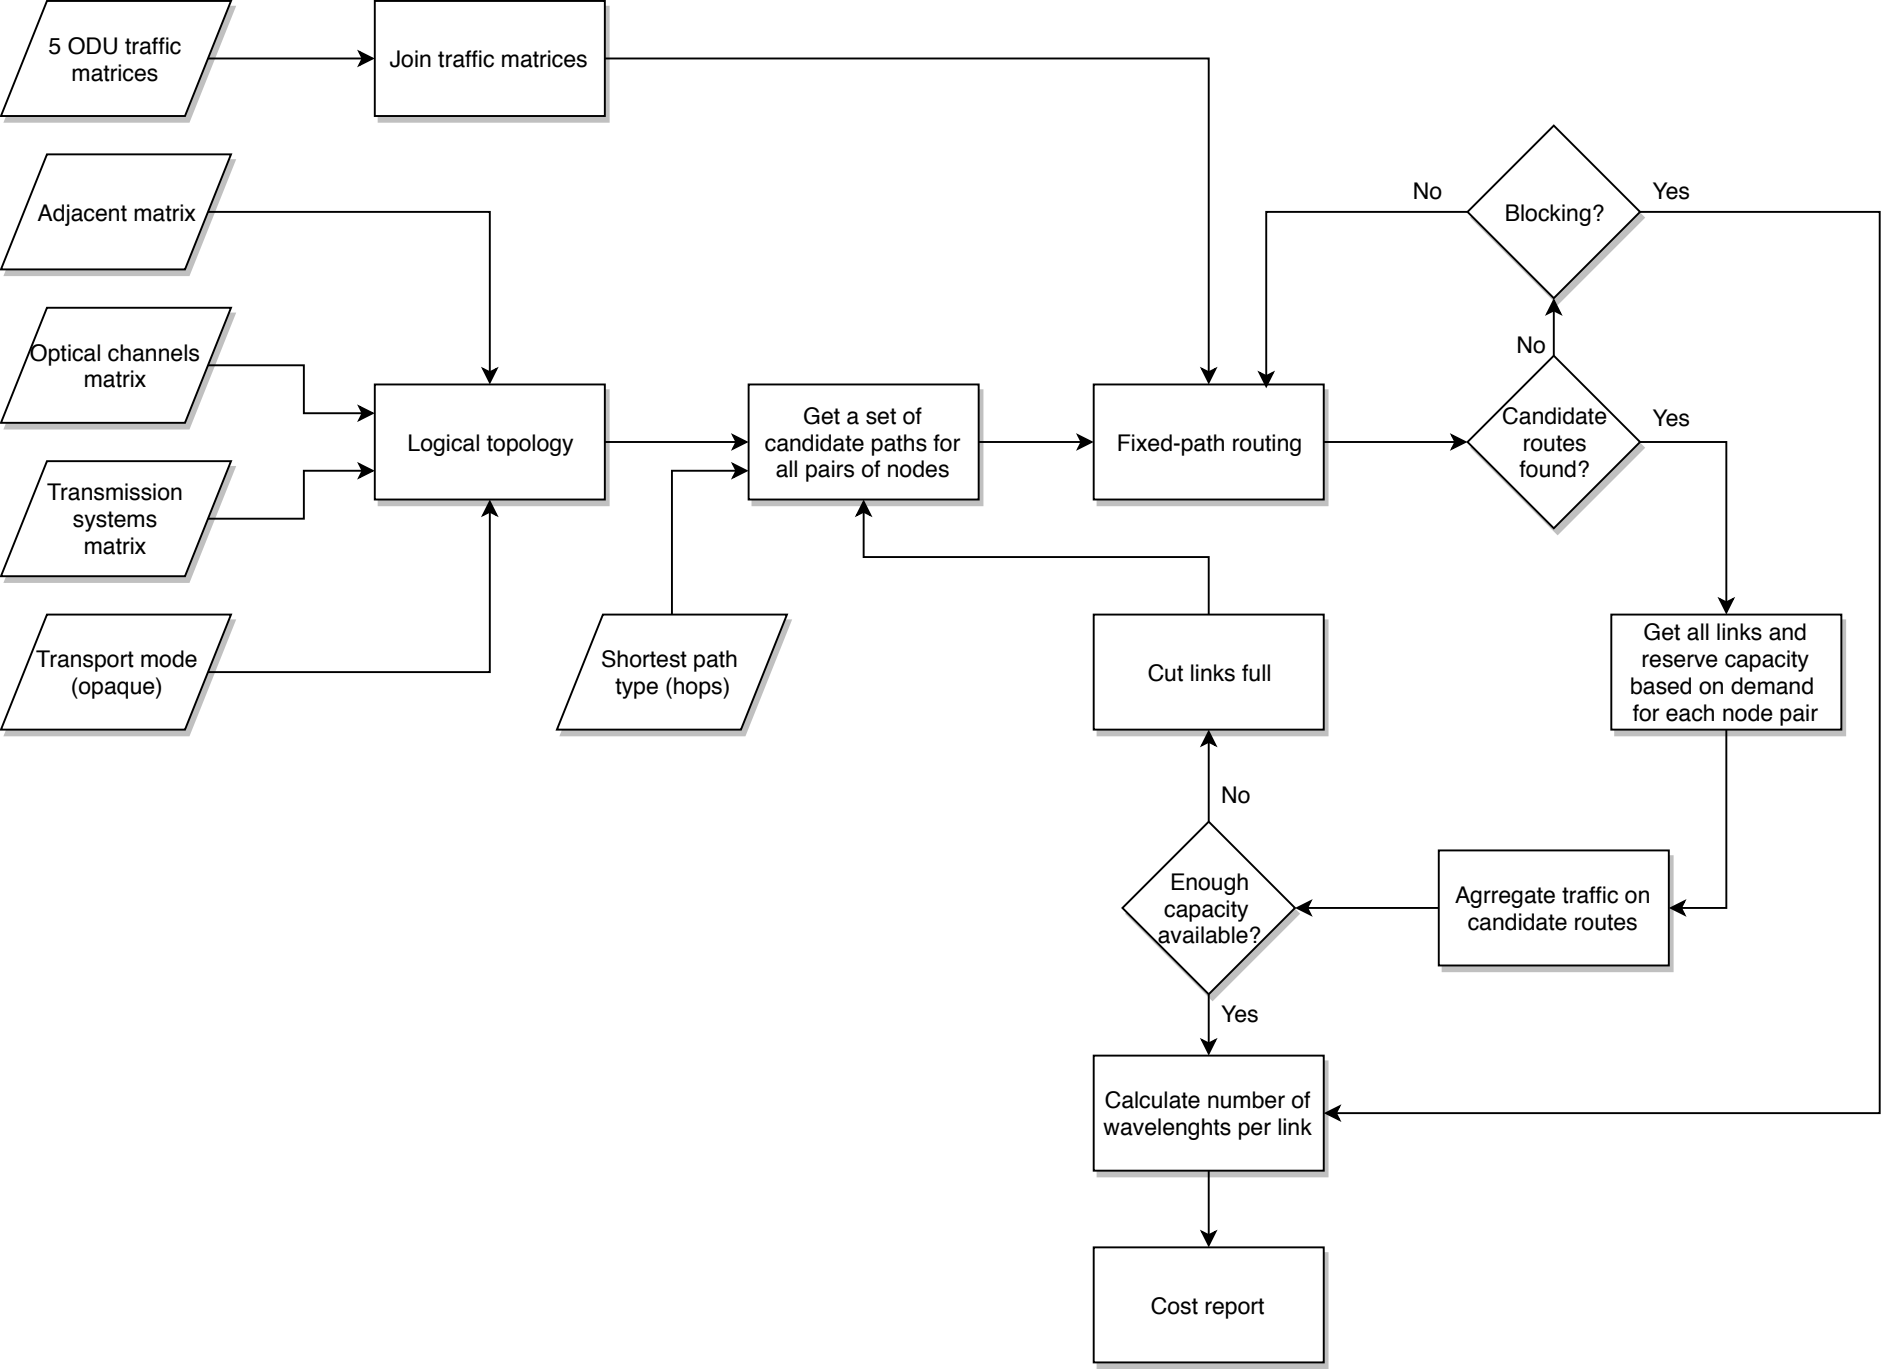 5 ODU traffic
matrices
Join traffic matrices
Adjacent matrix
No
Blocking?
Yes
Optical channels
matrix
No
Logical topology
Get a set of
candidate paths for
all pairs of nodes
Fixed-path routing
Candidate
routes
found?
Yes
Transmission
systems
matrix
Transport mode
(opaque)
Shortest path
type (hops)
Cut links full
Get all links and
reserve capacity
based on demand
for each node pair
No
Enough
capacity
available?
Agrregate traffic on
candidate routes
Yes
Calculate number of
wavelenghts per link
Cost report